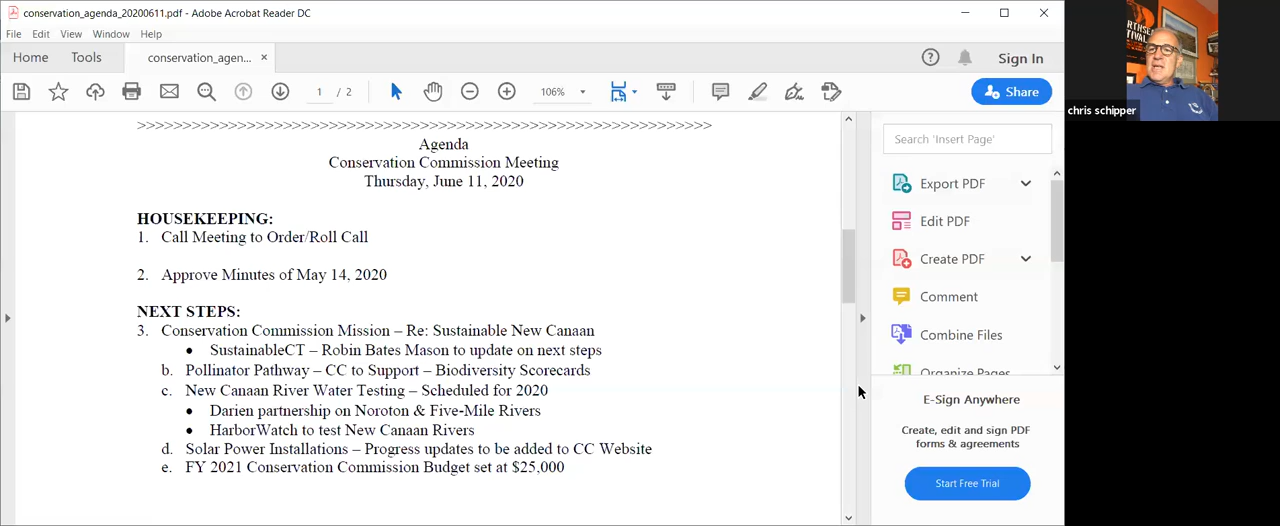 conservation_agenda_20200611.pdf - Adobe Acrobat Reader DC
File Edit View Window Help
Home Tools conservation_agen... × Sign In
1 / 2 106% Share
>>>>>>>>>>>>>>>>>>>>>>>>>>>>>>>>>>>>>>>>>>>>>>>>>>>>>>>>>>>>>>>
Agenda
Conservation Commission Meeting
Thursday, June 11, 2020
HOUSEKEEPING:
1. Call Meeting to Order/Roll Call
2. Approve Minutes of May 14, 2020
NEXT STEPS:
3. Conservation Commission Mission – Re: Sustainable New Canaan
• SustainableCT – Robin Bates Mason to update on next steps
b. Pollinator Pathway – CC to Support – Biodiversity Scorecards
c. New Canaan River Water Testing – Scheduled for 2020
• Darien partnership on Noroton & Five-Mile Rivers
• HarborWatch to test New Canaan Rivers
d. Solar Power Installations – Progress updates to be added to CC Website
e. FY 2021 Conservation Commission Budget set at $25,000
Search 'Insert Page'
Export PDF
Edit PDF
Create PDF
Comment
Combine Files
Organize Pages
E-Sign Anywhere
Create, edit and sign PDF
forms & agreements
Start Free Trial
chris schipper